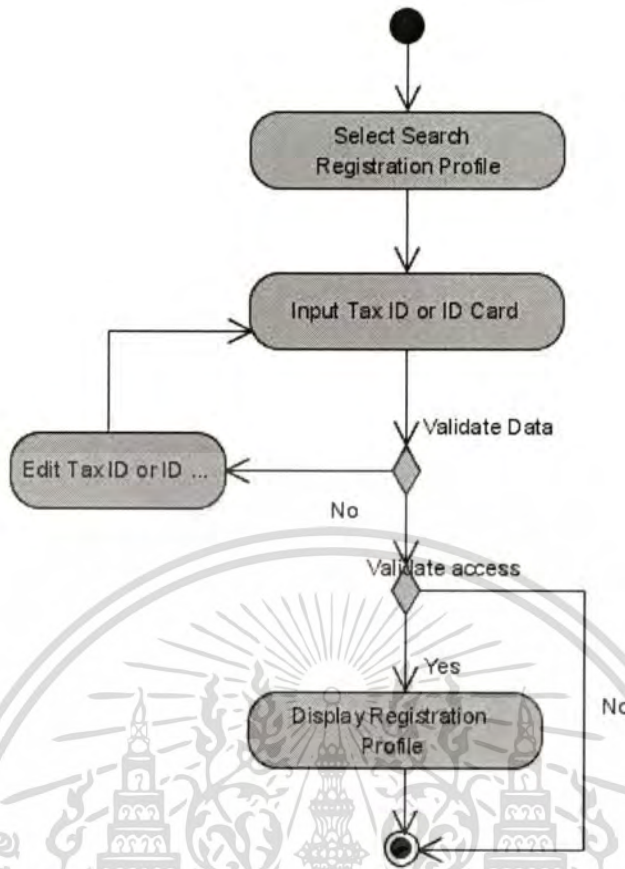 Select Search
Registration Profile
Input Tax ID or ID Card
Validate Data
Edit Tax ID or ID ...
No
Validate access
Yes
No
Display Registration
Profile